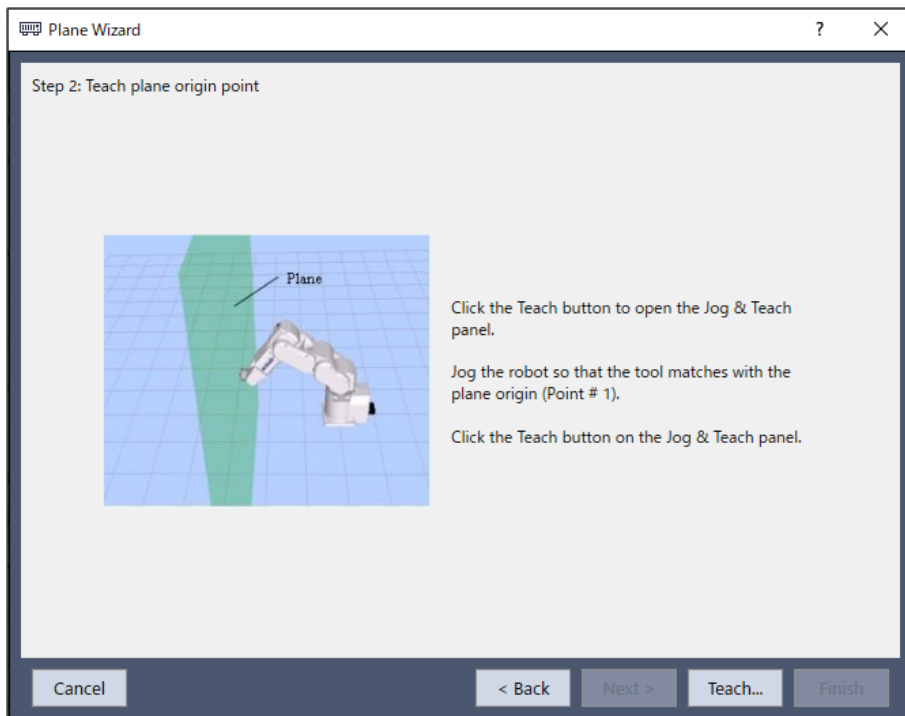 Plane Wizard
?
Step 2: Teach plane origin point
Plane
Click the Teach button to open the Jog & Teach
panel.
Jog the robot so that the tool matches with the
plane origin (Point # 1).
Click the Teach button on the Jog & Teach panel.
Cancel
< Back
Next >
Teach...
Finish